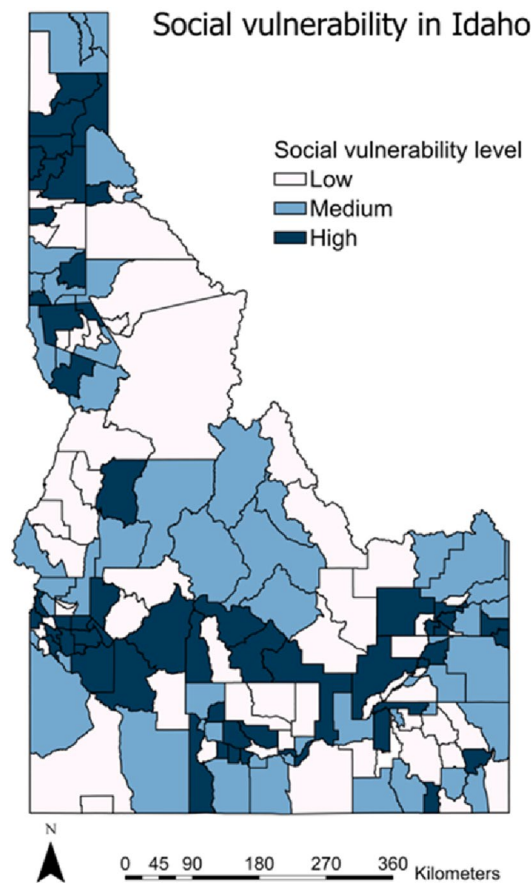 Social vulnerability in Idaho
Social vulnerability level
Low
Medium
High
N
0 45 90 180 270 360 Kilometers